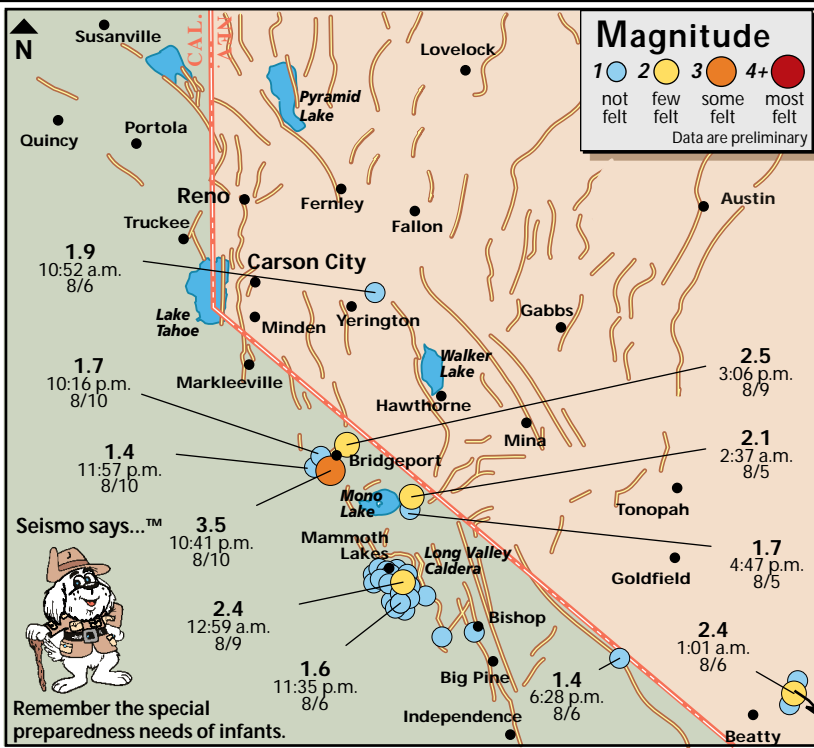 N
Susanville
CAL.
NEV.
Lovelock
Magnitude
1 2 3 4+
not felt
few felt
some felt
most felt
Data are preliminary
Pyramid
Lake
Quincy
Portola
Reno
Fernley
Fallon
Austin
Truckee
1.9
10:52 a.m.
8/6
Carson City
Lake
Tahoe
Minden
Yerington
Gabbs
Walker
Lake
1.7
10:16 p.m.
8/10
Markleeville
Hawthorne
2.5
3:06 p.m.
8/9
Mina
1.4
11:57 p.m.
8/10
Bridgeport
2.1
2:37 a.m.
8/5
Mono
Lake
Tonopah
Seismo says...™
3.5
10:41 p.m.
8/10
Mammoth
Lakes
Long Valley
Caldera
1.7
4:47 p.m.
8/5
Goldfield
2.4
12:59 a.m.
8/9
Bishop
2.4
1:01 a.m.
8/6
1.6
11:35 p.m.
8/6
Big Pine
1.4
6:28 p.m.
8/6
Independence
Beatty
Remember the special
preparedness needs of infants.